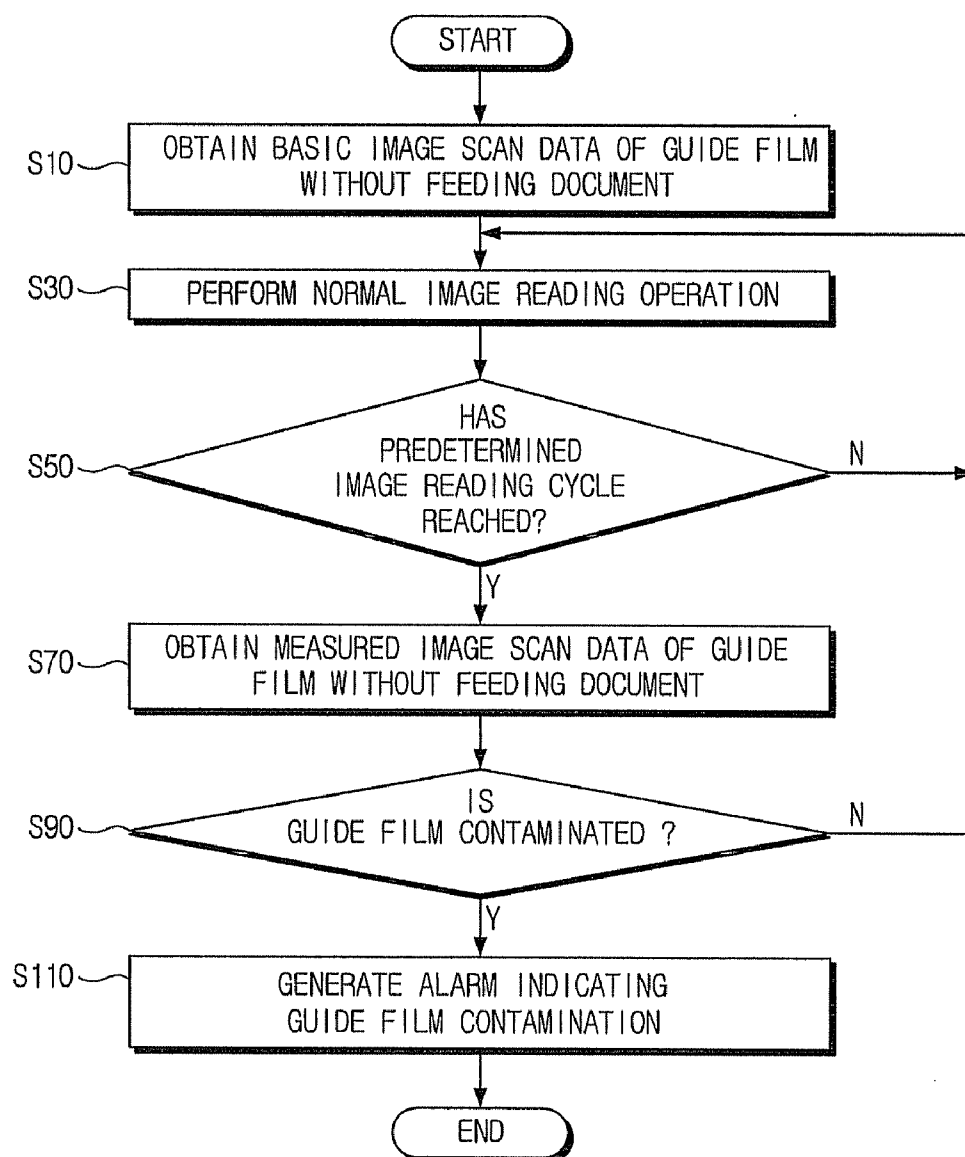 START
S10
OBTAIN BASIC IMAGE SCAN DATA OF GUIDE FILM
WITHOUT FEEDING DOCUMENT
S30
PERFORM NORMAL IMAGE READING OPERATION
S50
HAS
PREDETERMINED
IMAGE READING CYCLE
REACHED?
N
Y
S70
OBTAIN MEASURED IMAGE SCAN DATA OF GUIDE
FILM WITHOUT FEEDING DOCUMENT
S90
IS
GUIDE FILM CONTAMINATED ?
N
Y
S110
GENERATE ALARM INDICATING
GUIDE FILM CONTAMINATION
END